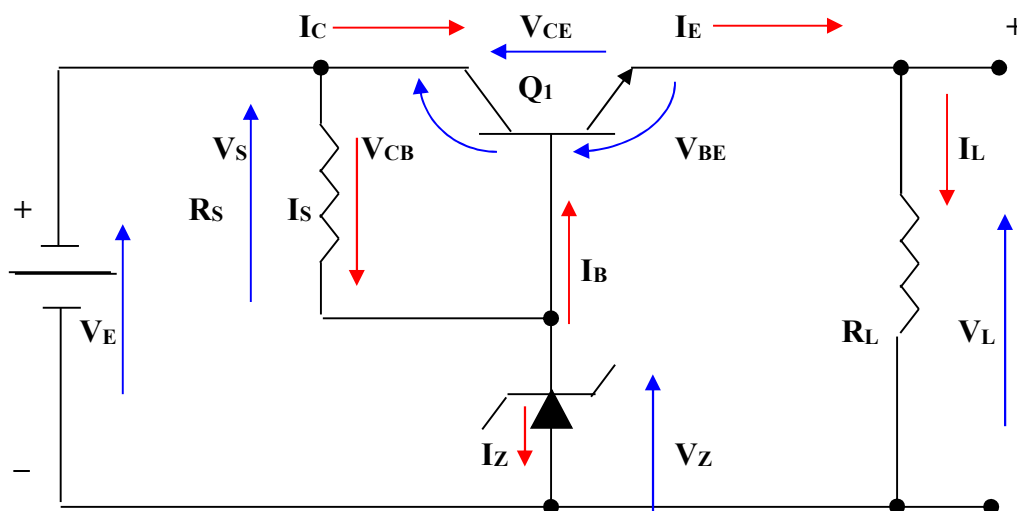 IC VCE IE +
Q1
VS VCB VBE IL
+ RS IS
IB
VE RL VL
− IZ VZ